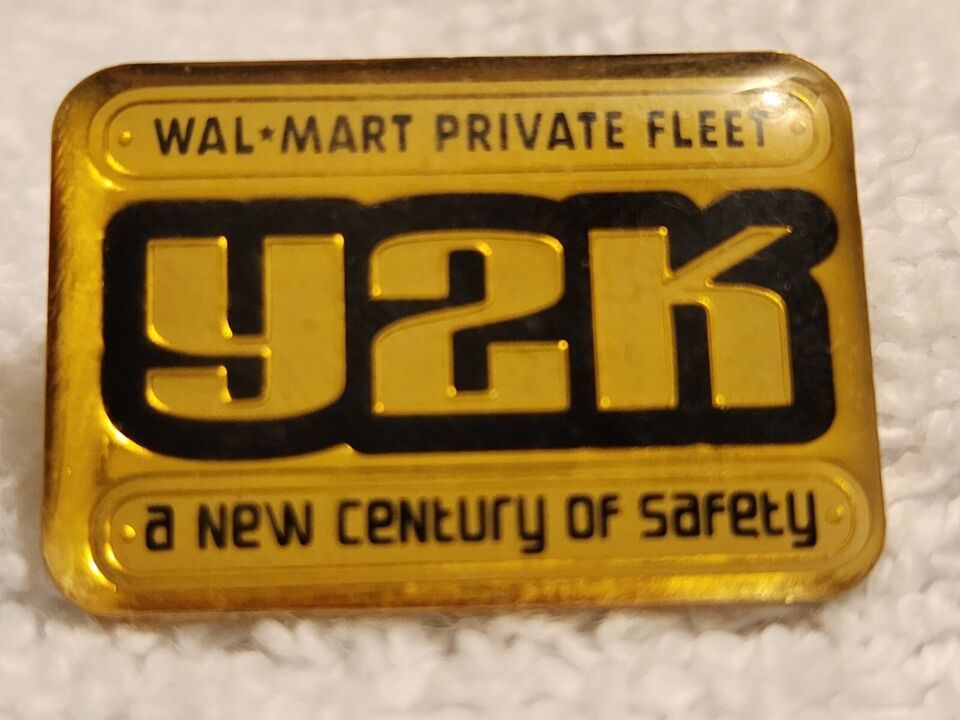 WAL★MART PRIVATE FLEET
y2K
a NeW CeNtury OF Safety